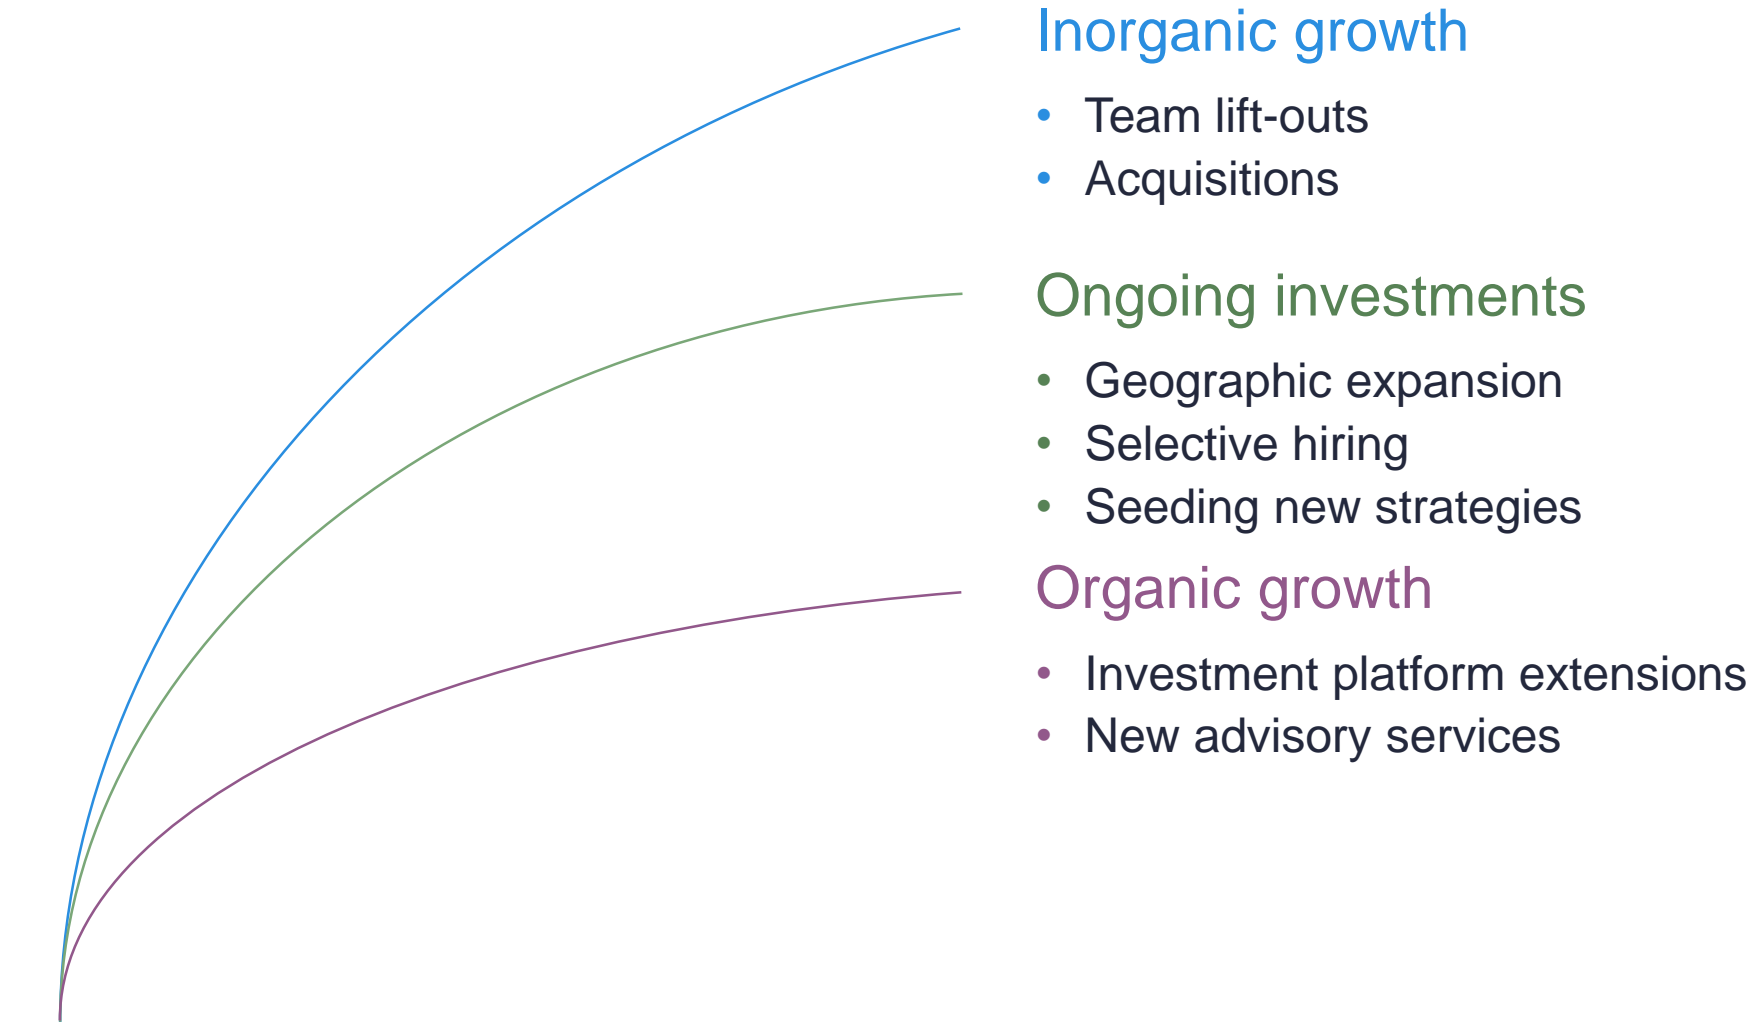 Inorganic growth
• Team lift-outs
• Acquisitions
Ongoing investments
• Geographic expansion
• Selective hiring
• Seeding new strategies
Organic growth
• Investment platform extensions
• New advisory services